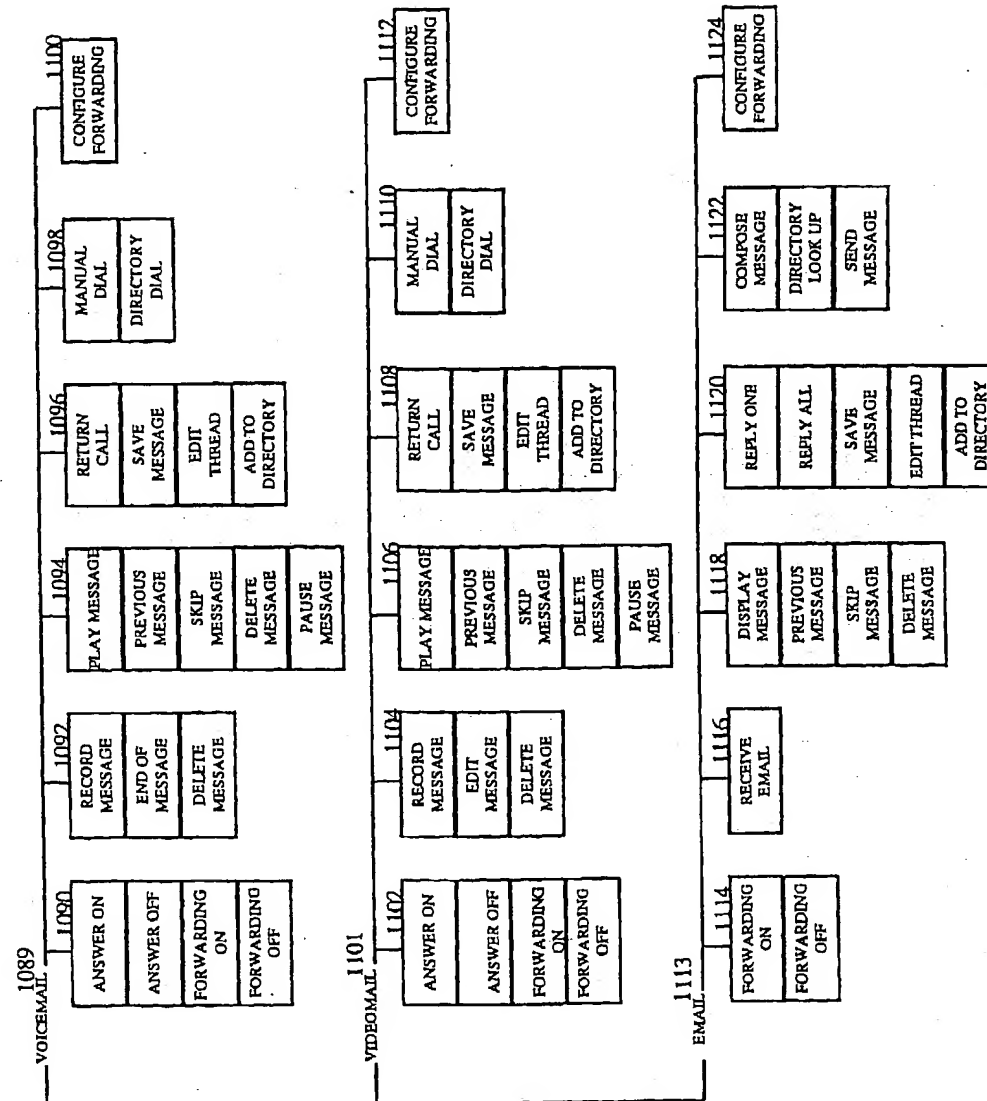 1089
VOICEMAIL
1090
ANSWER ON
ANSWER OFF
FORWARDING
ON
FORWARDING
OFF
1092
RECORD
MESSAGE
END OF
MESSAGE
DELETE
MESSAGE
1094
PLAY MESSAGE
PREVIOUS
MESSAGE
SKIP
MESSAGE
DELETE
MESSAGE
PAUSE
MESSAGE
1096
RETURN
CALL
SAVE
MESSAGE
EDIT
THREAD
ADD TO
DIRECTORY
1098
MANUAL
DIAL
DIRECTORY
DIAL
1100
CONFIGURE
FORWARDING
1101
VIDEOMAIL
1102
ANSWER ON
ANSWER OFF
FORWARDING
ON
FORWARDING
OFF
1104
RECORD
MESSAGE
EDIT
MESSAGE
DELETE
MESSAGE
1106
PLAY MESSAGE
PREVIOUS
MESSAGE
SKIP
MESSAGE
DELETE
MESSAGE
PAUSE
MESSAGE
1108
RETURN
CALL
SAVE
MESSAGE
EDIT
THREAD
ADD TO
DIRECTORY
1110
MANUAL
DIAL
DIRECTORY
DIAL
1112
CONFIGURE
FORWARDING
1113
EMAIL
1114
FORWARDING
ON
FORWARDING
OFF
1116
RECEIVE
EMAIL
1118
DISPLAY
MESSAGE
PREVIOUS
MESSAGE
SKIP
MESSAGE
DELETE
MESSAGE
1120
REPLY ONE
REPLY ALL
SAVE
MESSAGE
EDIT THREAD
ADD TO
DIRECTORY
1122
COMPOSE
MESSAGE
DIRECTORY
LOOK UP
SEND
MESSAGE
1124
CONFIGURE
FORWARDING